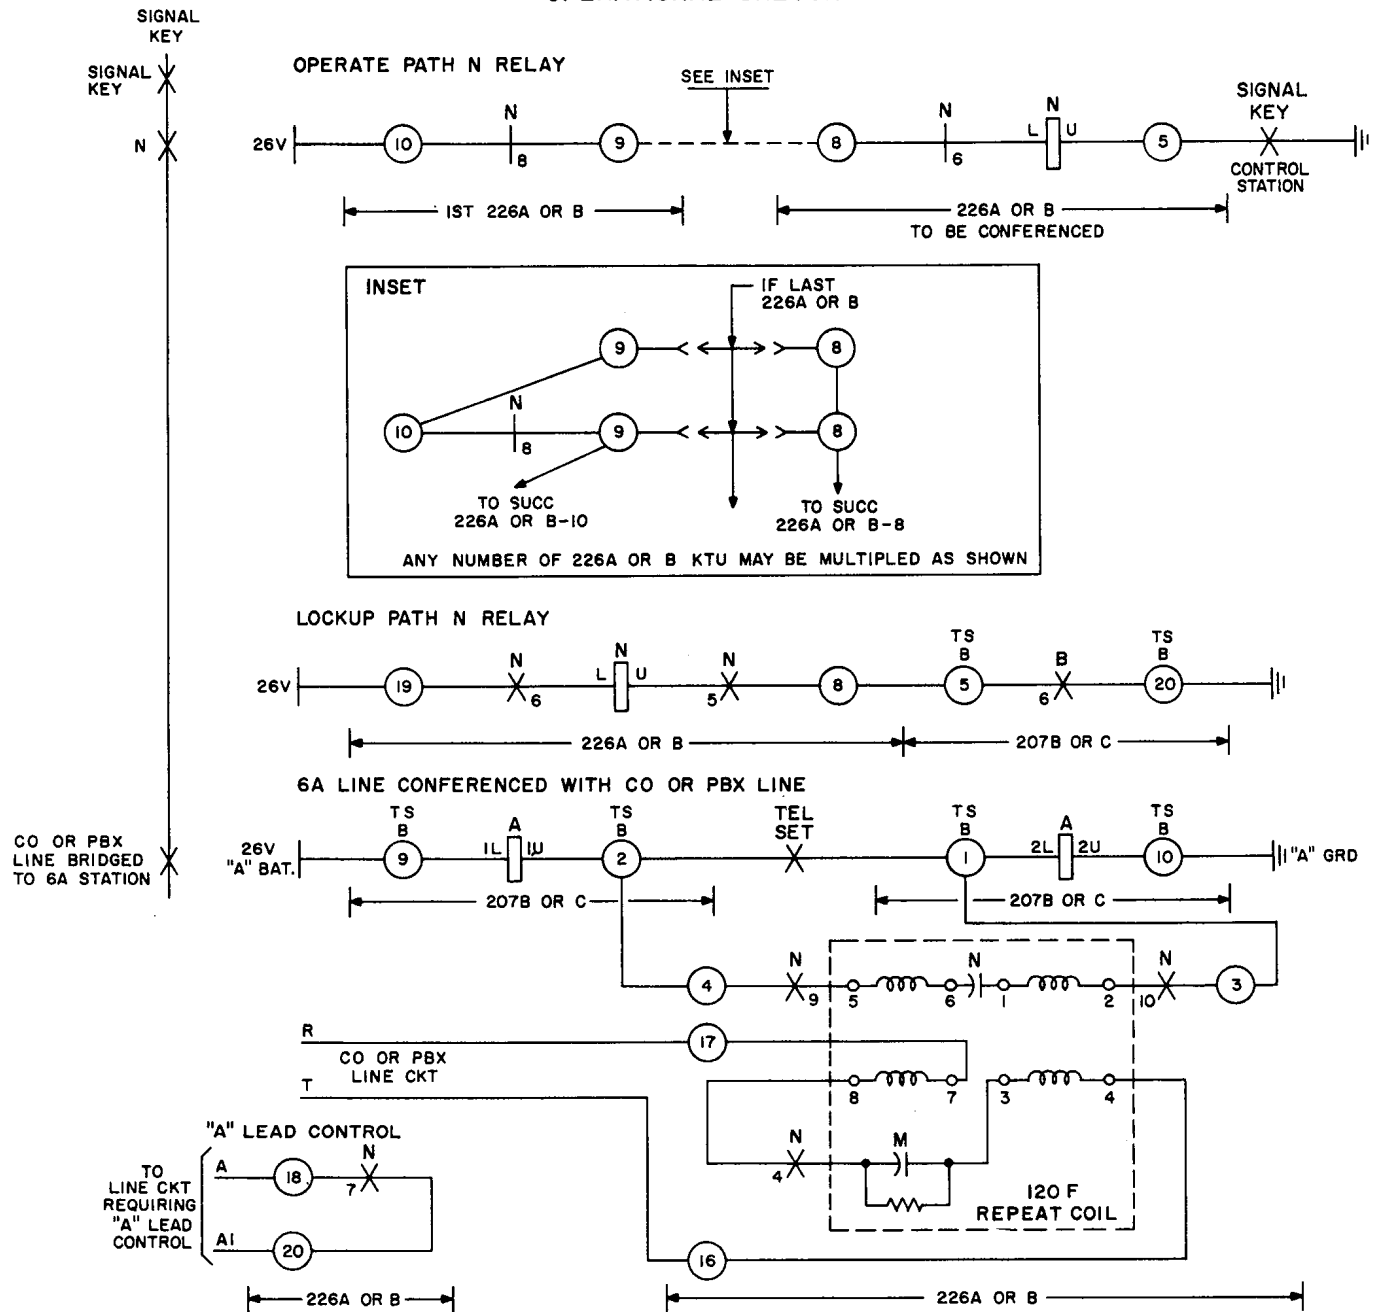 SIGNAL
KEY
SIGNAL
KEY
N
OPERATE PATH N RELAY
SEE INSET
26V
10
N
8
9
8
N
6
L
N
U
5
SIGNAL
KEY
CONTROL
STATION
1ST 226A OR B
226A OR B
TO BE CONFERENCED
INSET
IF LAST
226A OR B
9
8
10
N
8
9
8
TO SUCC
226A OR B-10
TO SUCC
226A OR B-8
ANY NUMBER OF 226A OR B KTU MAY BE MULTIPLED AS SHOWN
LOCKUP PATH N RELAY
26V
19
N
6
L
N
U
N
5
8
TS
B
5
B
6
TS
B
20
226A OR B
207B OR C
6A LINE CONFERENCED WITH CO OR PBX LINE
CO OR PBX
LINE BRIDGED
TO 6A STATION
26V
"A" BAT.
TS
B
9
1L
A
1U
TS
B
2
TEL
SET
TS
B
1
2L
A
2U
TS
B
10
"A" GRD
207B OR C
207B OR C
4
N
9
5
6
N
1
2
N
10
3
R
17
CO OR PBX
LINE CKT
T
8
7
3
4
N
4
M
120 F
REPEAT COIL
16
"A" LEAD CONTROL
TO
LINE CKT
REQUIRING
"A" LEAD
CONTROL
A
18
N
7
A1
20
226A OR B
226A OR B